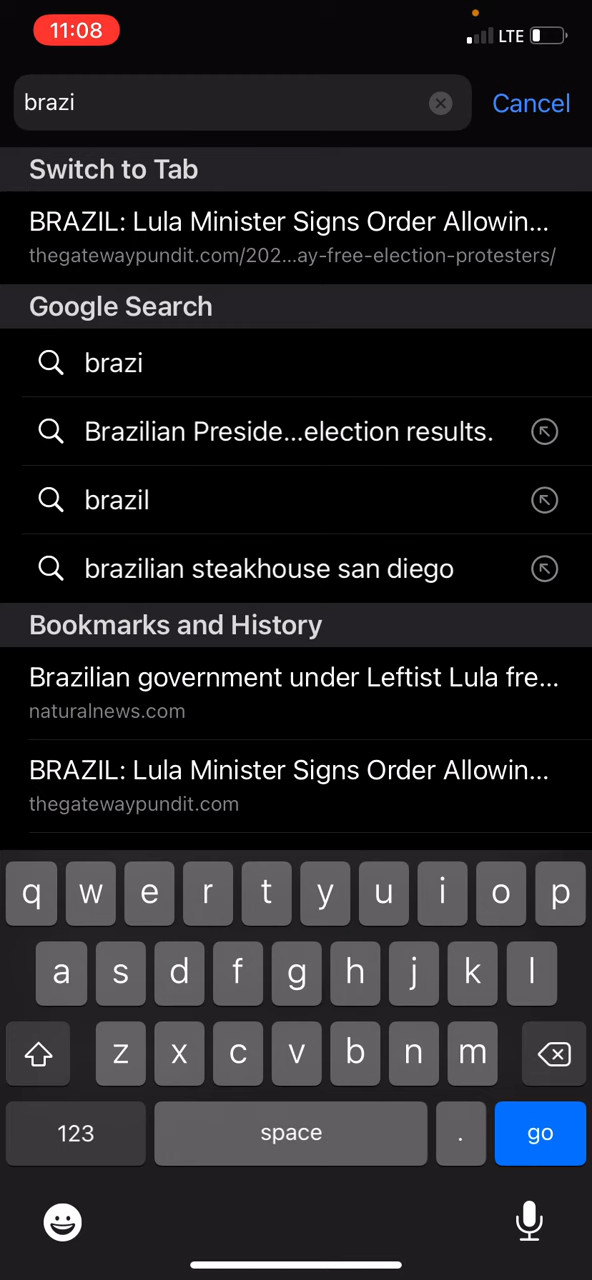 11:08
LTE
brazi
Cancel
Switch to Tab
BRAZIL: Lula Minister Signs Order Allowin...
thegatewaypundit.com/202...ay-free-election-protesters/
Google Search
brazi
Brazilian Preside...election results.
brazil
brazilian steakhouse san diego
Bookmarks and History
Brazilian government under Leftist Lula fre...
naturalnews.com
BRAZIL: Lula Minister Signs Order Allowin...
thegatewaypundit.com
q w e r t y u i o p
a s d f g h j k l
z x c v b n m
123 space . go